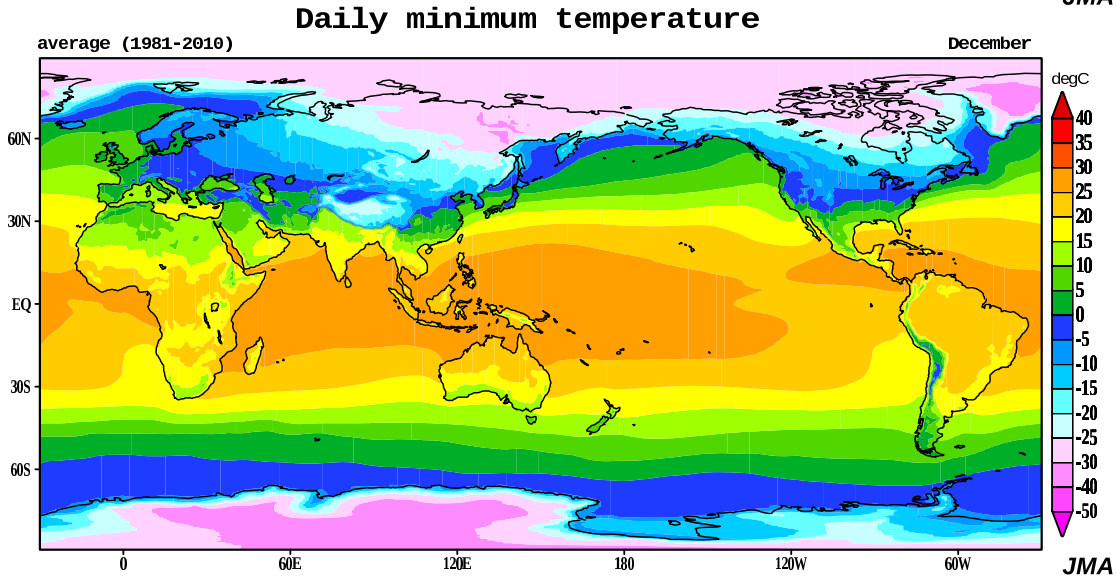 JMA
Daily minimum temperature
average (1981-2010)
December
degC
40
35
30
25
20
15
10
5
0
-5
-10
-15
-20
-25
-30
-40
-50
60N
30N
EQ
30S
60S
0
60E
120E
180
120W
60W
JMA